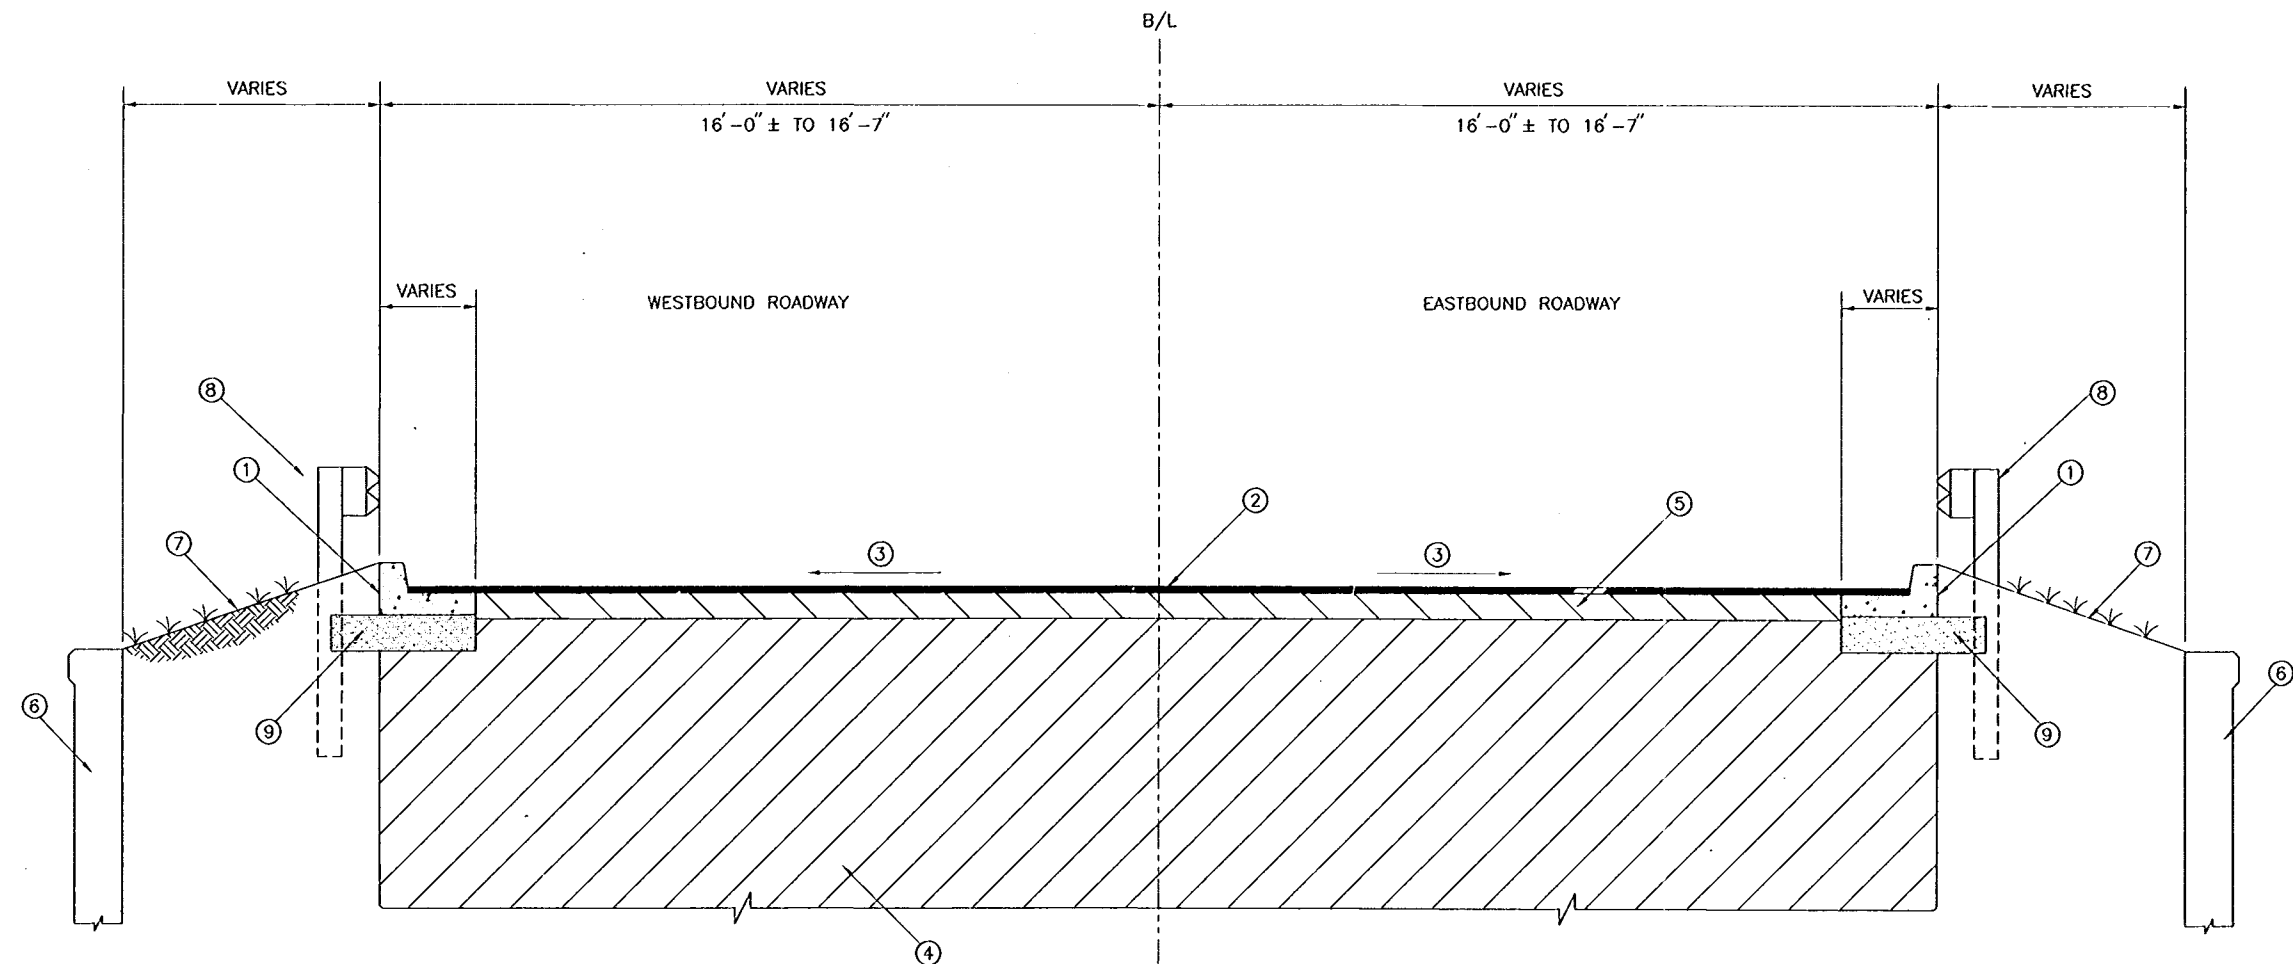 B/L
VARIES
VARIES
VARIES
VARIES
16'-0" ± TO 16'-7"
16'-0" ± TO 16'-7"
VARIES
WESTBOUND ROADWAY
EASTBOUND ROADWAY
VARIES
8
8
1
1
2
5
7
3
3
7
6
6
9
9
4